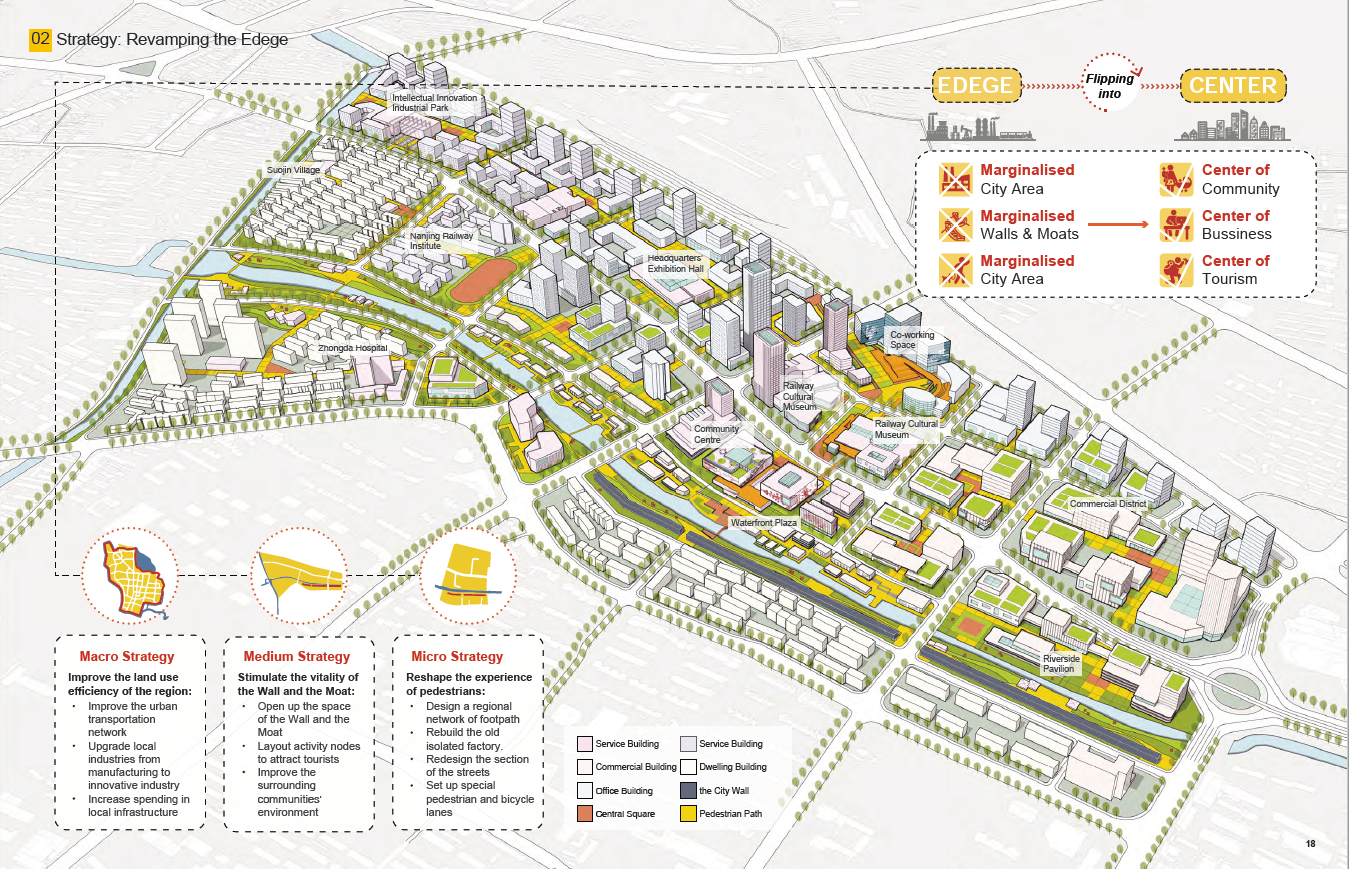 02 Strategy: Revamping the Edege
EDEGE
Flipping
into
CENTER
Marginalised
City Area
Center of
Community
Marginalised
Walls & Moats
Center of
Bussiness
Marginalised
City Area
Center of
Tourism
Intellectual Innovation
Industrial Park
Suojin Village
Nanjing Railway
Institute
Headquarters'
Exhibition Hall
Zhongda Hospital
Co-working
Space
Railway
Cultural
Museum
Railway Cultural
Museum
Community
Centre
Waterfront Plaza
Commercial District
Riverside
Pavilion
Macro Strategy
Improve the land use
efficiency of the region:
• Improve the urban
transportation
network
• Upgrade local
industries from
manufacturing to
innovative industry
• Increase spending in
local infrastructure
Medium Strategy
Stimulate the vitality of
the Wall and the Moat:
• Open up the space
of the Wall and the
Moat
• Layout activity nodes
to attract tourists
• Improve the
surrounding
communities'
environment
Micro Strategy
Reshape the experience
of pedestrians:
• Design a regional
network of footpath
• Rebuild the old
isolated factory.
• Redesign the section
of the streets
• Set up special
pedestrian and bicycle
lanes
Service Building
Service Building
Commercial Building
Dwelling Building
Office Building
the City Wall
Central Square
Pedestrian Path
18